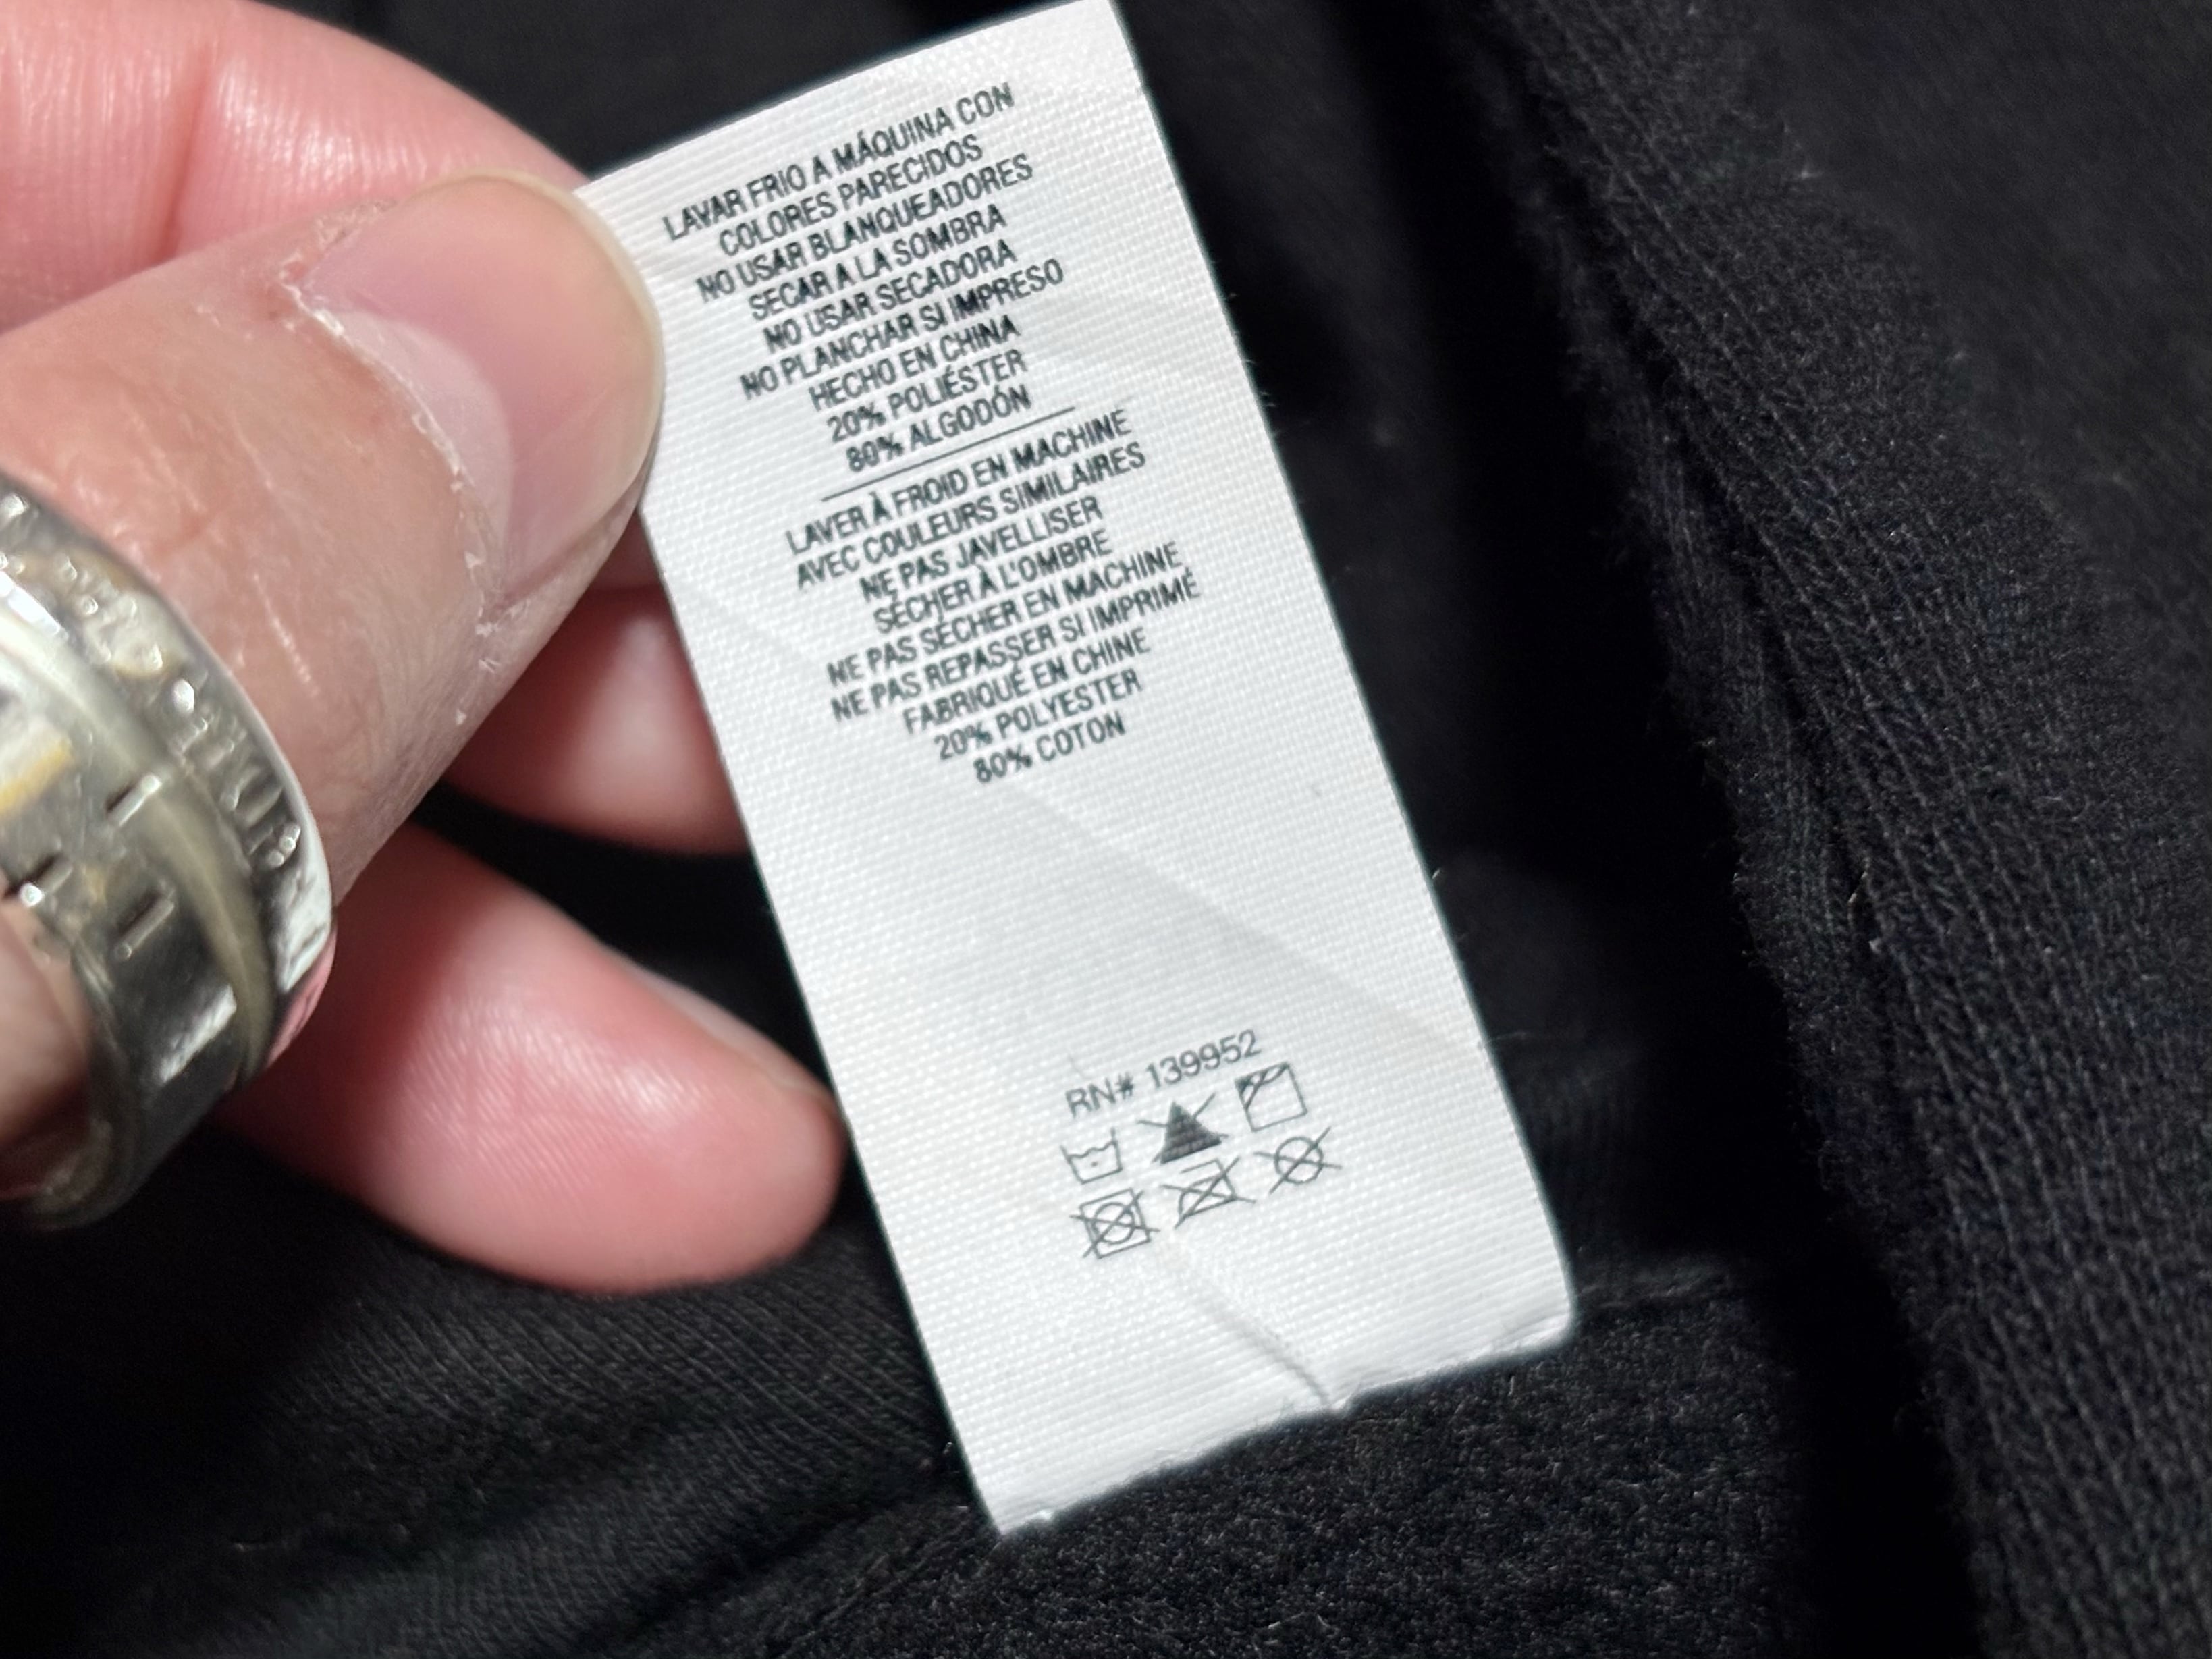 LAVAR FRIO A MÁQUINA CON
COLORES PARECIDOS
NO USAR BLANQUEADORES
SECAR A LA SOMBRA
NO USAR SECADORA
NO PLANCHAR SI IMPRESO
HECHO EN CHINA
20% POLIÉSTER
80% ALGODÓN
LAVER À FROID EN MACHINE
AVEC COULEURS SIMILAIRES
NE PAS JAVELLISER
SÉCHER À L'OMBRE
NE PAS SÉCHER EN MACHINE
NE PAS REPASSER SI IMPRIMÉ
FABRIQUÉ EN CHINE
20% POLYESTER
80% COTON
RN# 139952